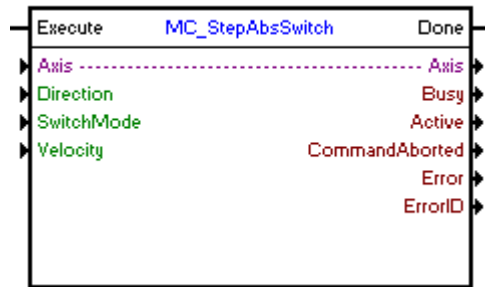 Execute MC_StepAbsSwitch Done
Axis Axis
Direction Busy
SwitchMode Active
Velocity CommandAborted
Error
ErrorID